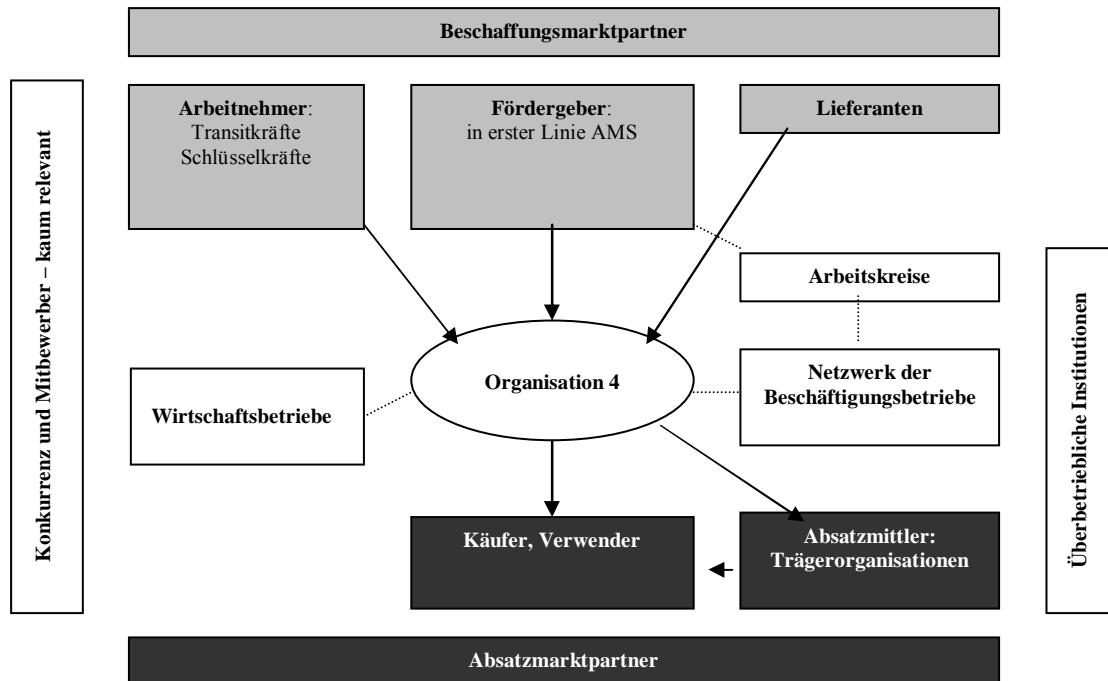 Beschaffungsmarktpartner
Konkurrenz und Mitbewerber – kaum relevant
Arbeitnehmer:
Transitkräfte
Schlüsselkräfte
Fördergeber:
in erster Linie AMS
Lieferanten
Arbeitskreise
Überbetriebliche Institutionen
Organisation 4
Netzwerk der
Beschäftigungsbetriebe
Wirtschaftsbetriebe
Käufer, Verwender
Absatzmittler:
Trägerorganisationen
Absatzmarktpartner